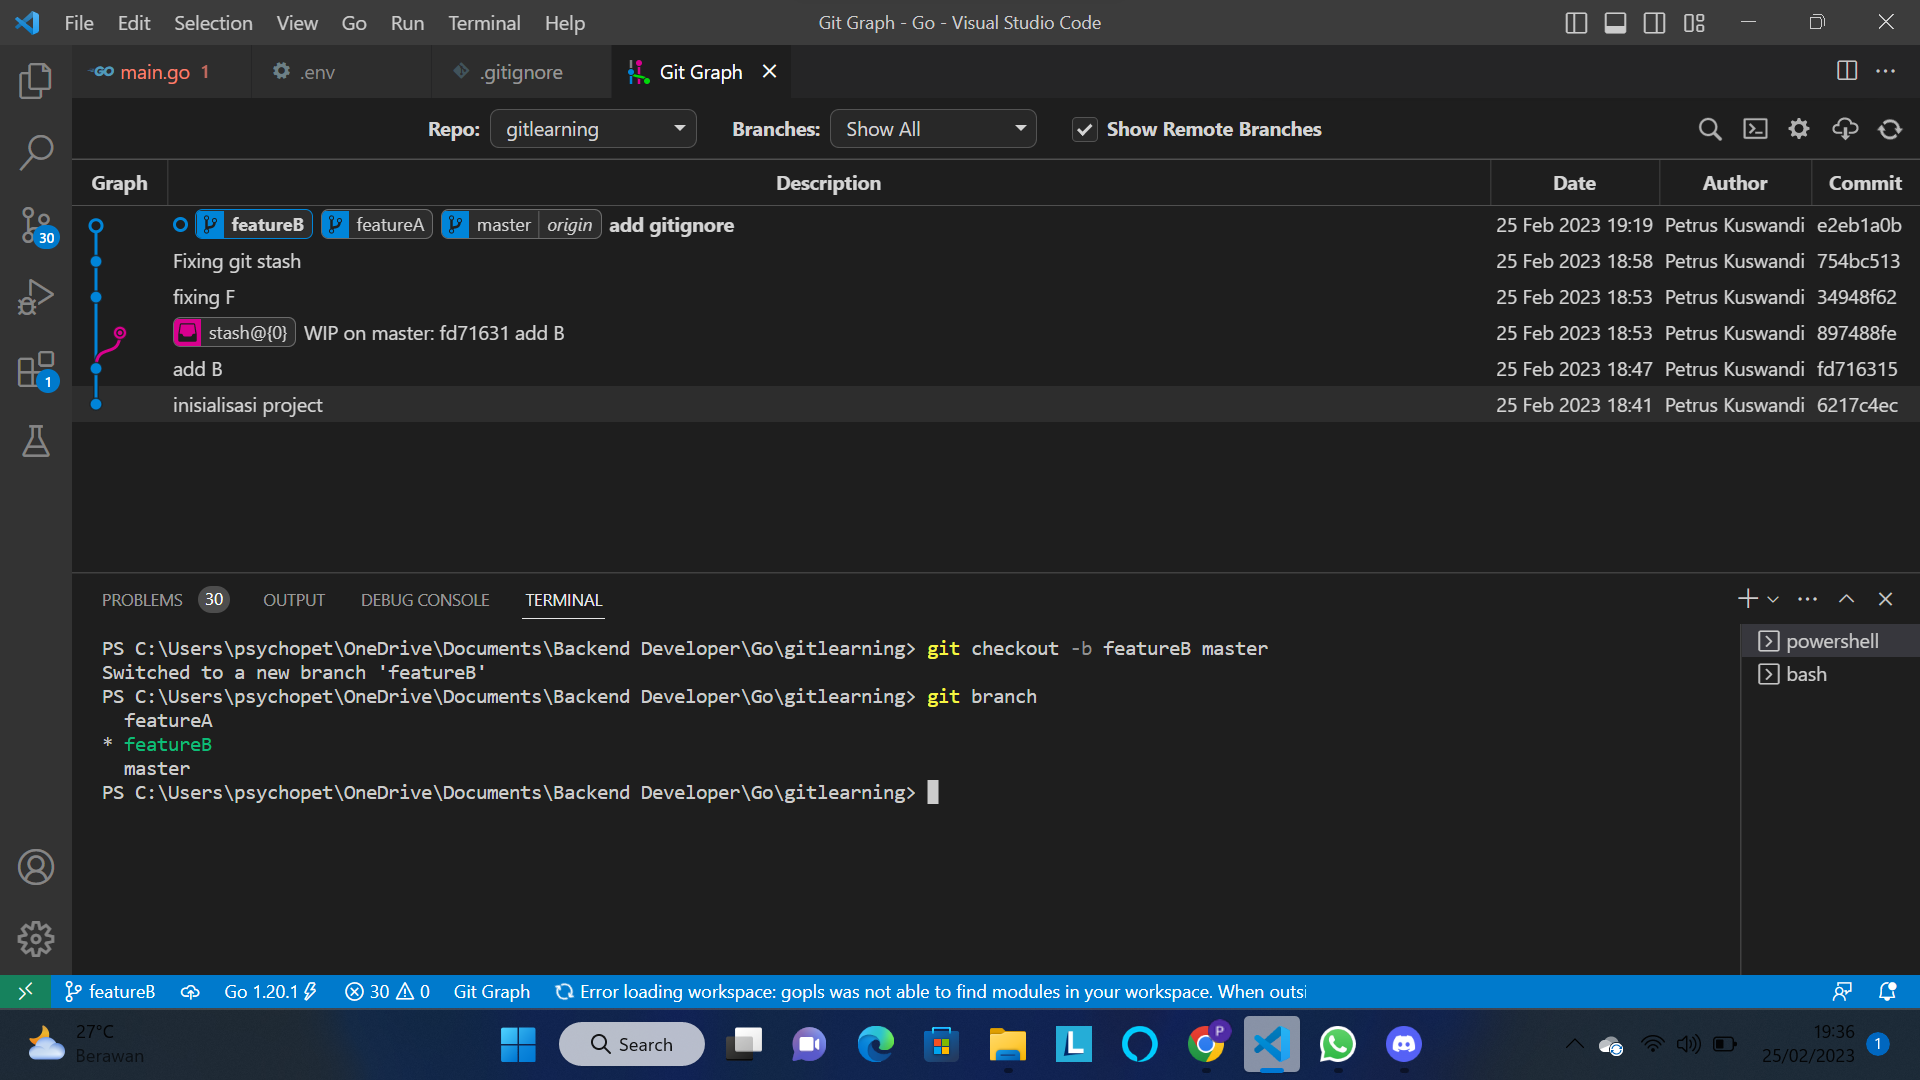 File Edit Selection View Go Run Terminal Help
Git Graph - Go - Visual Studio Code
GO main.go 1
.env
.gitignore
Git Graph
Repo: gitlearning
Branches: Show All
Show Remote Branches
Graph Description Date Author Commit
featureB featureA master origin add gitignore 25 Feb 2023 19:19 Petrus Kuswandi e2eb1a0b
Fixing git stash 25 Feb 2023 18:58 Petrus Kuswandi 754bc513
fixing F 25 Feb 2023 18:53 Petrus Kuswandi 34948f62
stash@{0} WIP on master: fd71631 add B 25 Feb 2023 18:53 Petrus Kuswandi 897488fe
add B 25 Feb 2023 18:47 Petrus Kuswandi fd716315
inisialisasi project 25 Feb 2023 18:41 Petrus Kuswandi 6217c4ec
30
1
PROBLEMS 30 OUTPUT DEBUG CONSOLE TERMINAL
PS C:\Users\psychopet\OneDrive\Documents\Backend Developer\Go\gitlearning> git checkout -b featureB master
Switched to a new branch 'featureB'
PS C:\Users\psychopet\OneDrive\Documents\Backend Developer\Go\gitlearning> git branch
featureA
* featureB
master
PS C:\Users\psychopet\OneDrive\Documents\Backend Developer\Go\gitlearning>
powershell
bash
featureB Go 1.20.1 30 0 Git Graph Error loading workspace: gopls was not able to find modules in your workspace. When outsi
27°C
Berawan
Search
L
P
19:36
25/02/2023
1